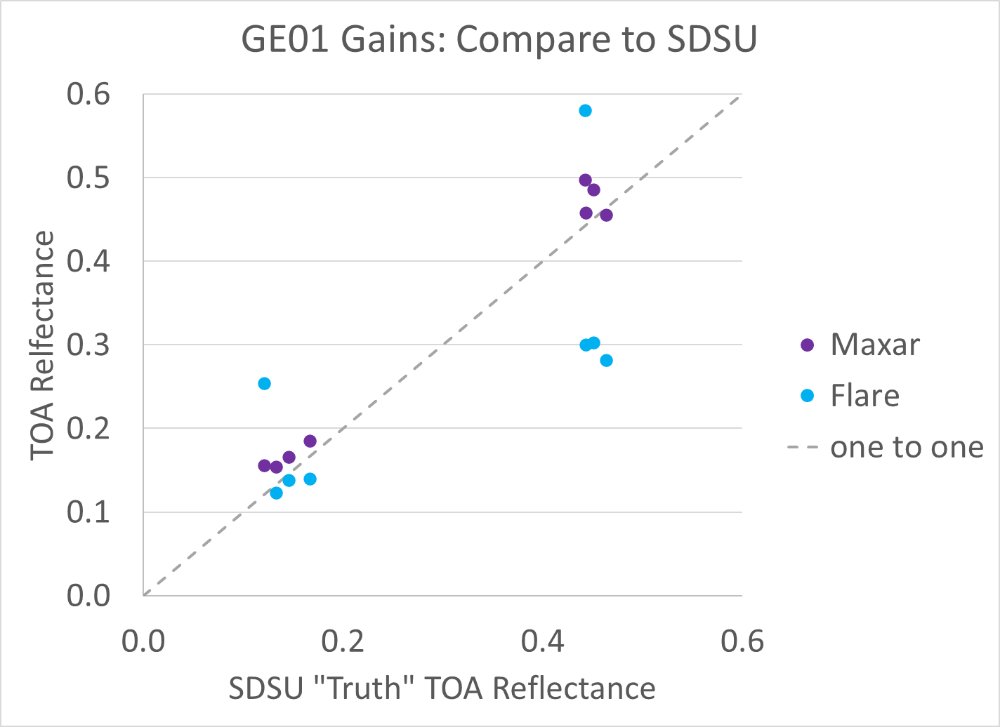 GE01 Gains: Compare to SDSU
0.6
0.5
0.4
0.3
0.2
0.1
0.0
TOA Relfectance
0.0 0.2 0.4 0.6
SDSU "Truth" TOA Reflectance
Maxar
Flare
one to one